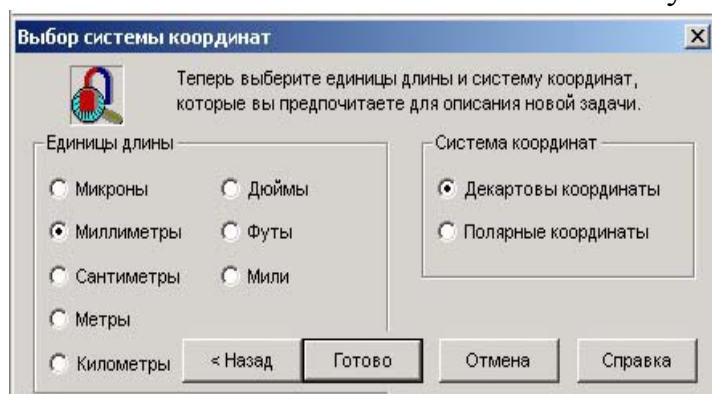 Выбор системы координат
Теперь выберите единицы длины и систему координат,
которые вы предпочитаете для описания новой задачи.
Единицы длины
Микроны
Дюймы
Миллиметры
Футы
Сантиметры
Мили
Метры
Километры
Система координат
Декартовы координаты
Полярные координаты
< Назад
Готово
Отмена
Справка